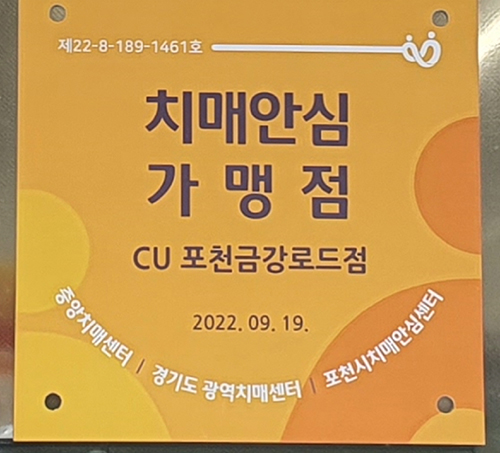 제22-8-189-1461호
치매안심
가 맹 점
CU 포천금강로드점
2022. 09. 19.
중앙치매센터 | 경기도 광역치매센터 | 포천시치매안심센터